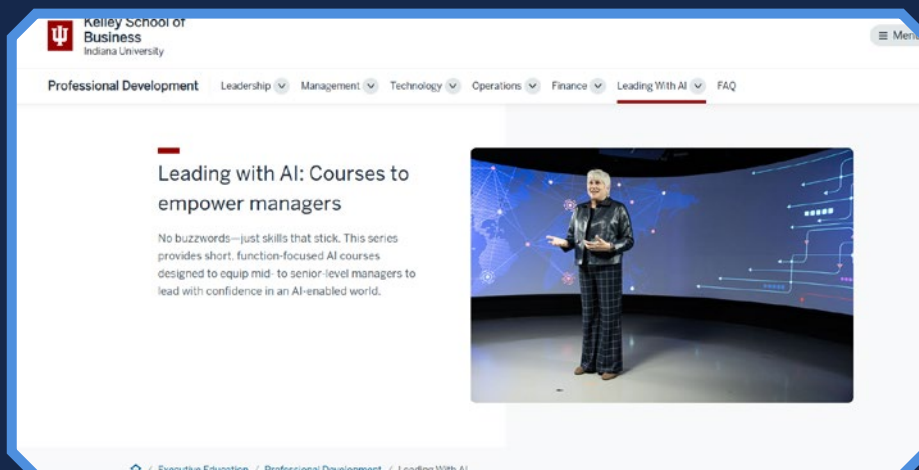 Kelley School of
Business
Indiana University
Menu
Professional Development Leadership Management Technology Operations Finance Leading With AI FAQ
Leading with AI: Courses to
empower managers
No buzzwords—just skills that stick. This series
provides short, function-focused AI courses
designed to equip mid- to senior-level managers to
lead with confidence in an AI-enabled world.
/ Executive Education / Professional Development / Leading With AI